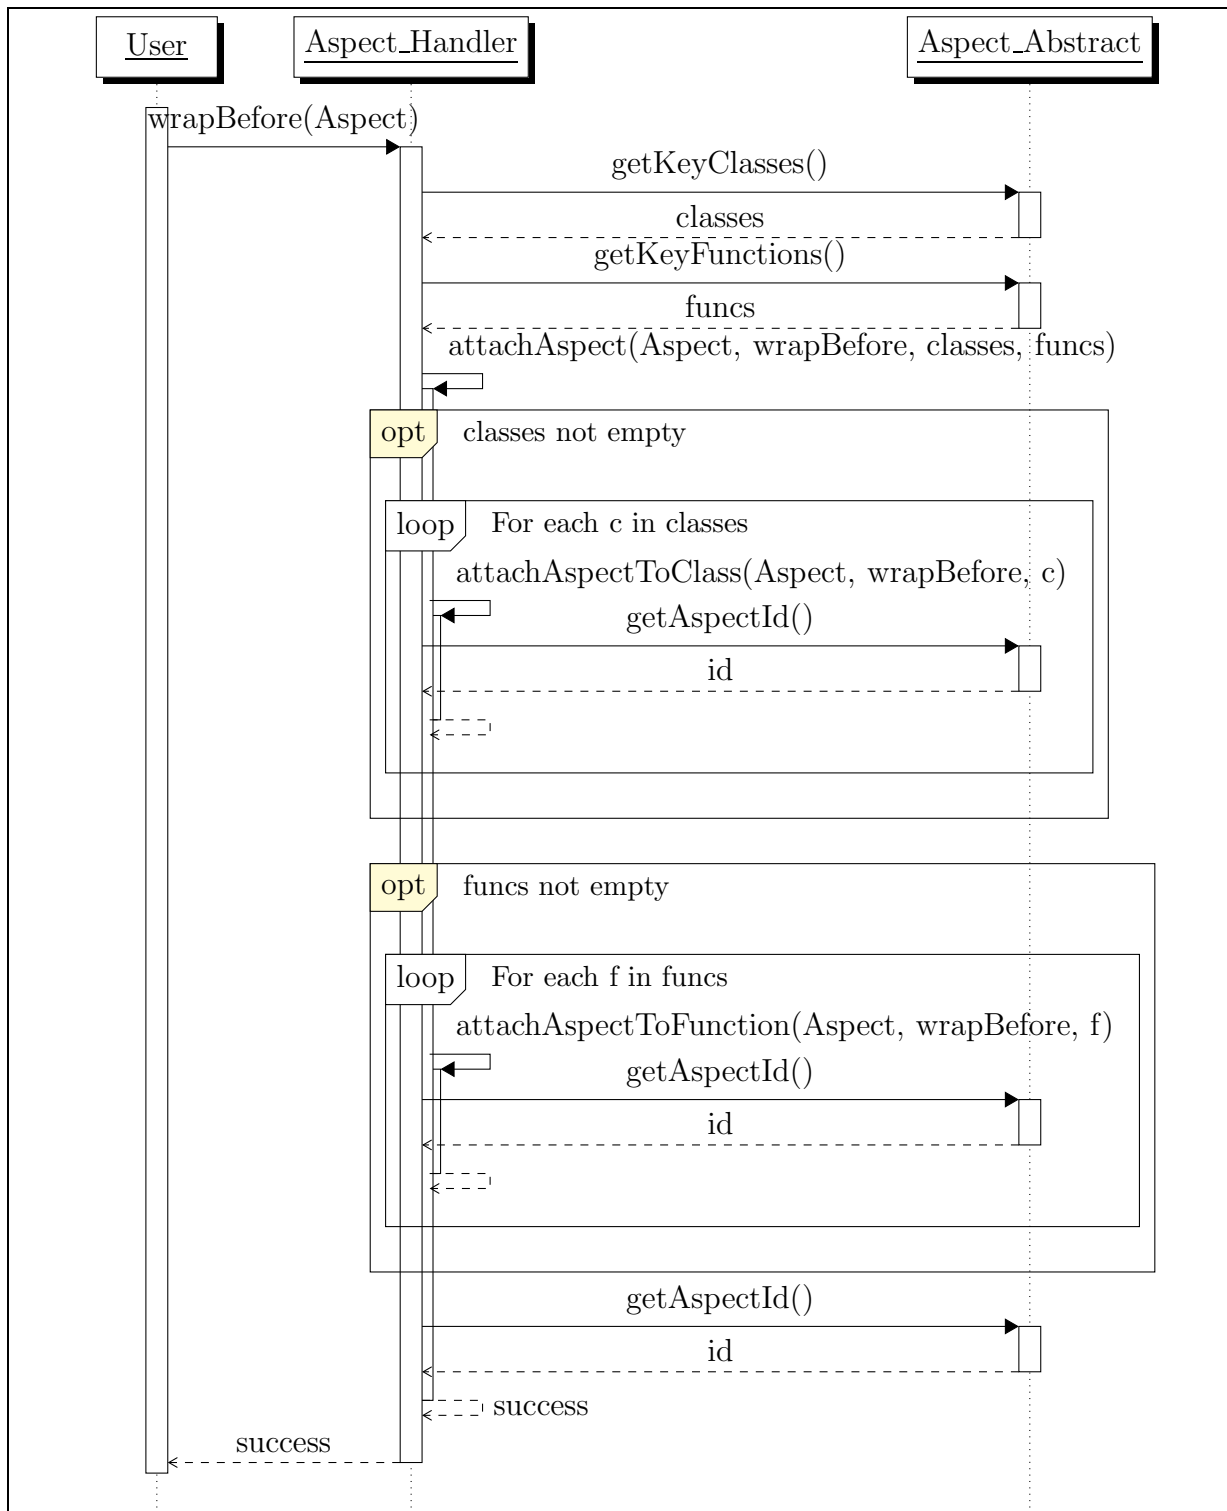 User
Aspect_Handler
Aspect_Abstract
wrapBefore(Aspect)
getKeyClasses()
classes
getKeyFunctions()
funcs
attachAspect(Aspect, wrapBefore, classes, funcs)
opt
classes not empty
loop
For each c in classes
attachAspectToClass(Aspect, wrapBefore, c)
getAspectId()
id
opt
funcs not empty
loop
For each f in funcs
attachAspectToFunction(Aspect, wrapBefore, f)
getAspectId()
id
getAspectId()
id
success
success